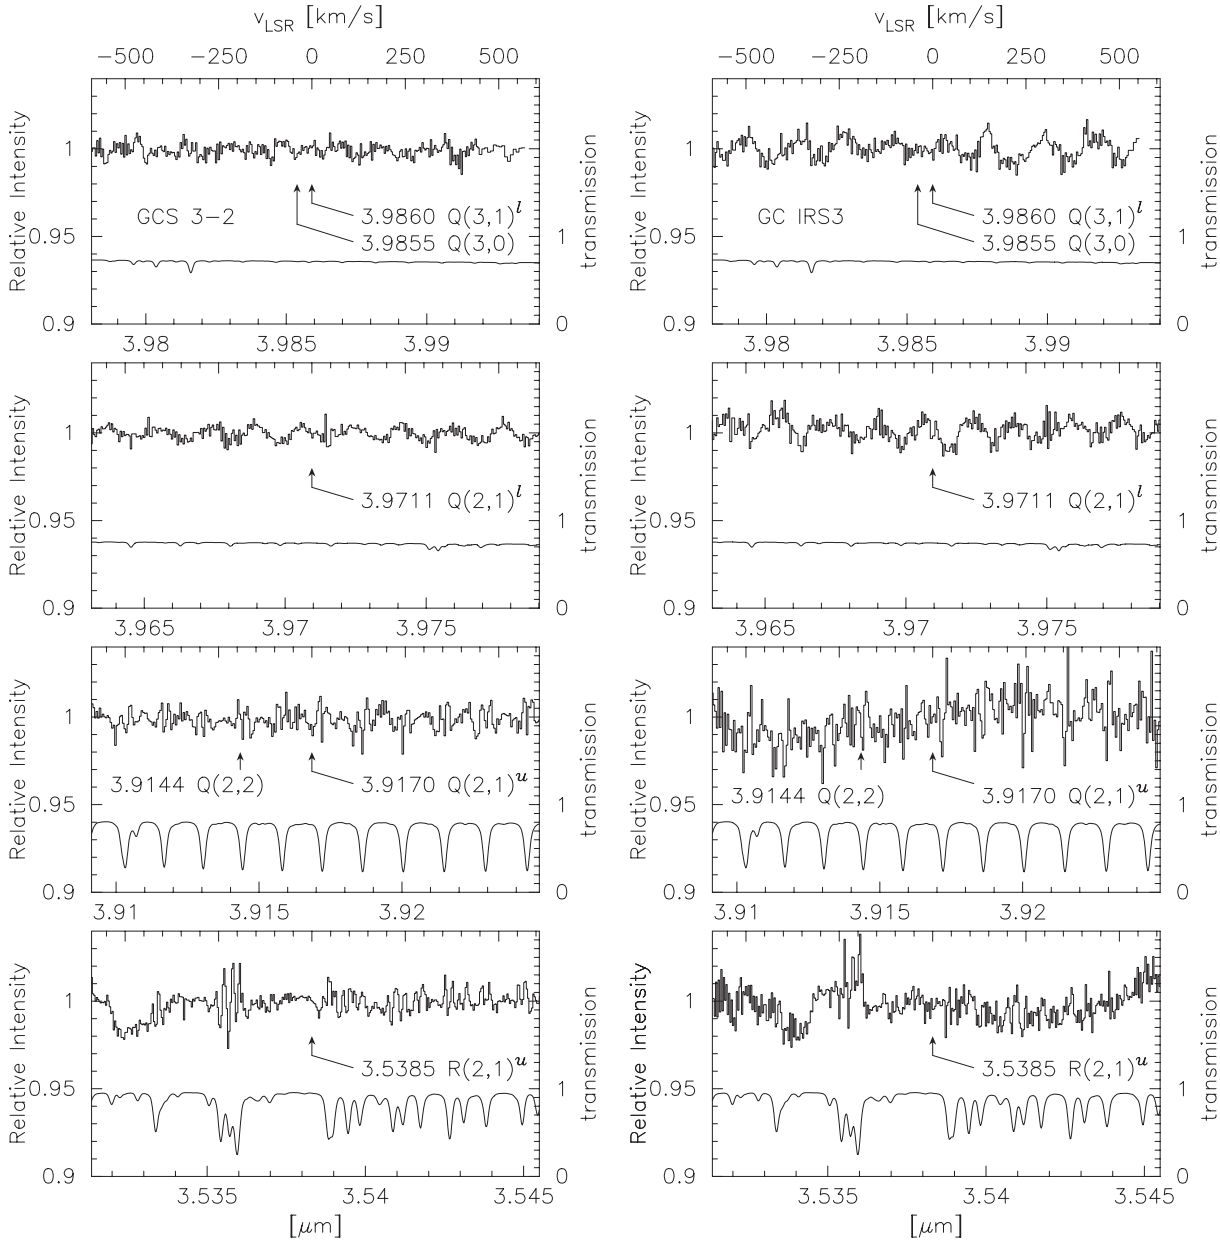 v_LSR [km/s]
−500 −250 0 250 500
Relative Intensity
1
0.95
0.9
GCS 3−2
3.9860 Q(3,1)^l
3.9855 Q(3,0)
1
0
transmission
3.98 3.985 3.99
Relative Intensity
1
0.95
0.9
3.9711 Q(2,1)^l
1
0
transmission
3.965 3.97 3.975
Relative Intensity
1
0.95
0.9
3.9144 Q(2,2)
3.9170 Q(2,1)^u
1
0
transmission
3.91 3.915 3.92
Relative Intensity
1
0.95
0.9
3.5385 R(2,1)^u
1
0
transmission
3.535 3.54 3.545
[μm]
v_LSR [km/s]
−500 −250 0 250 500
Relative Intensity
1
0.95
0.9
GC IRS3
3.9860 Q(3,1)^l
3.9855 Q(3,0)
1
0
transmission
3.98 3.985 3.99
Relative Intensity
1
0.95
0.9
3.9711 Q(2,1)^l
1
0
transmission
3.965 3.97 3.975
Relative Intensity
1
0.95
0.9
3.9144 Q(2,2)
3.9170 Q(2,1)^u
1
0
transmission
3.91 3.915 3.92
Relative Intensity
1
0.95
0.9
3.5385 R(2,1)^u
1
0
transmission
3.535 3.54 3.545
[μm]